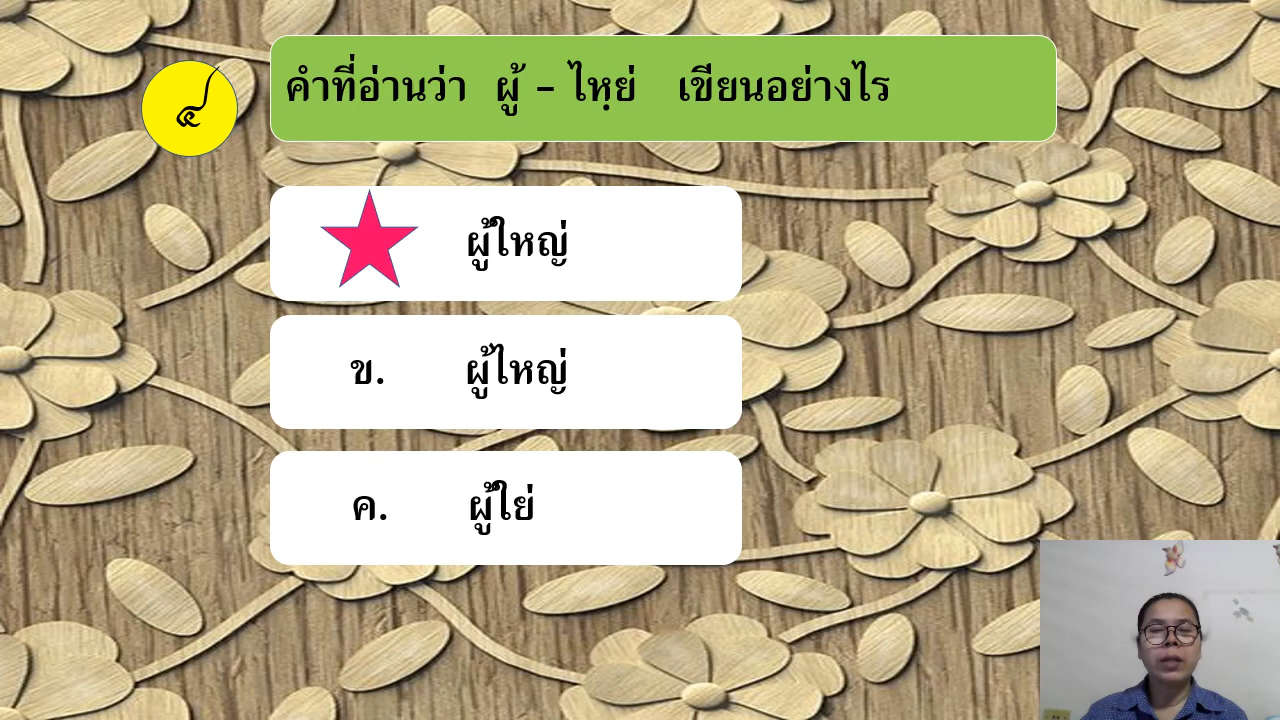 ๔
คำที่อ่านว่า ผู้ - ไหฺย่ เขียนอย่างไร
ผู้ใหญ่
ข. ผู้ไหญ่
ค. ผู้ใย่